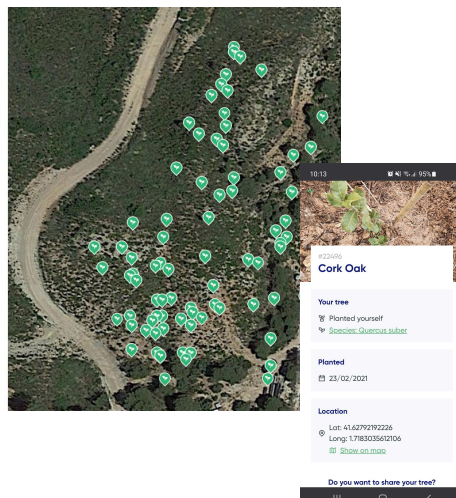 10:13
95%
#22496
Cork Oak
Your tree
Planted yourself
Species: Quercus suber
Planted
23/02/2021
Location
Lat: 41.62792192226
Long: 1.7183035612106
Show on map
Do you want to share your tree?